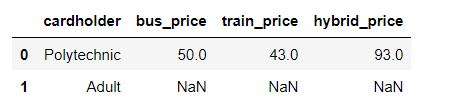 cardholder bus_price train_price hybrid_price
0 Polytechnic 50.0 43.0 93.0
1 Adult NaN NaN NaN